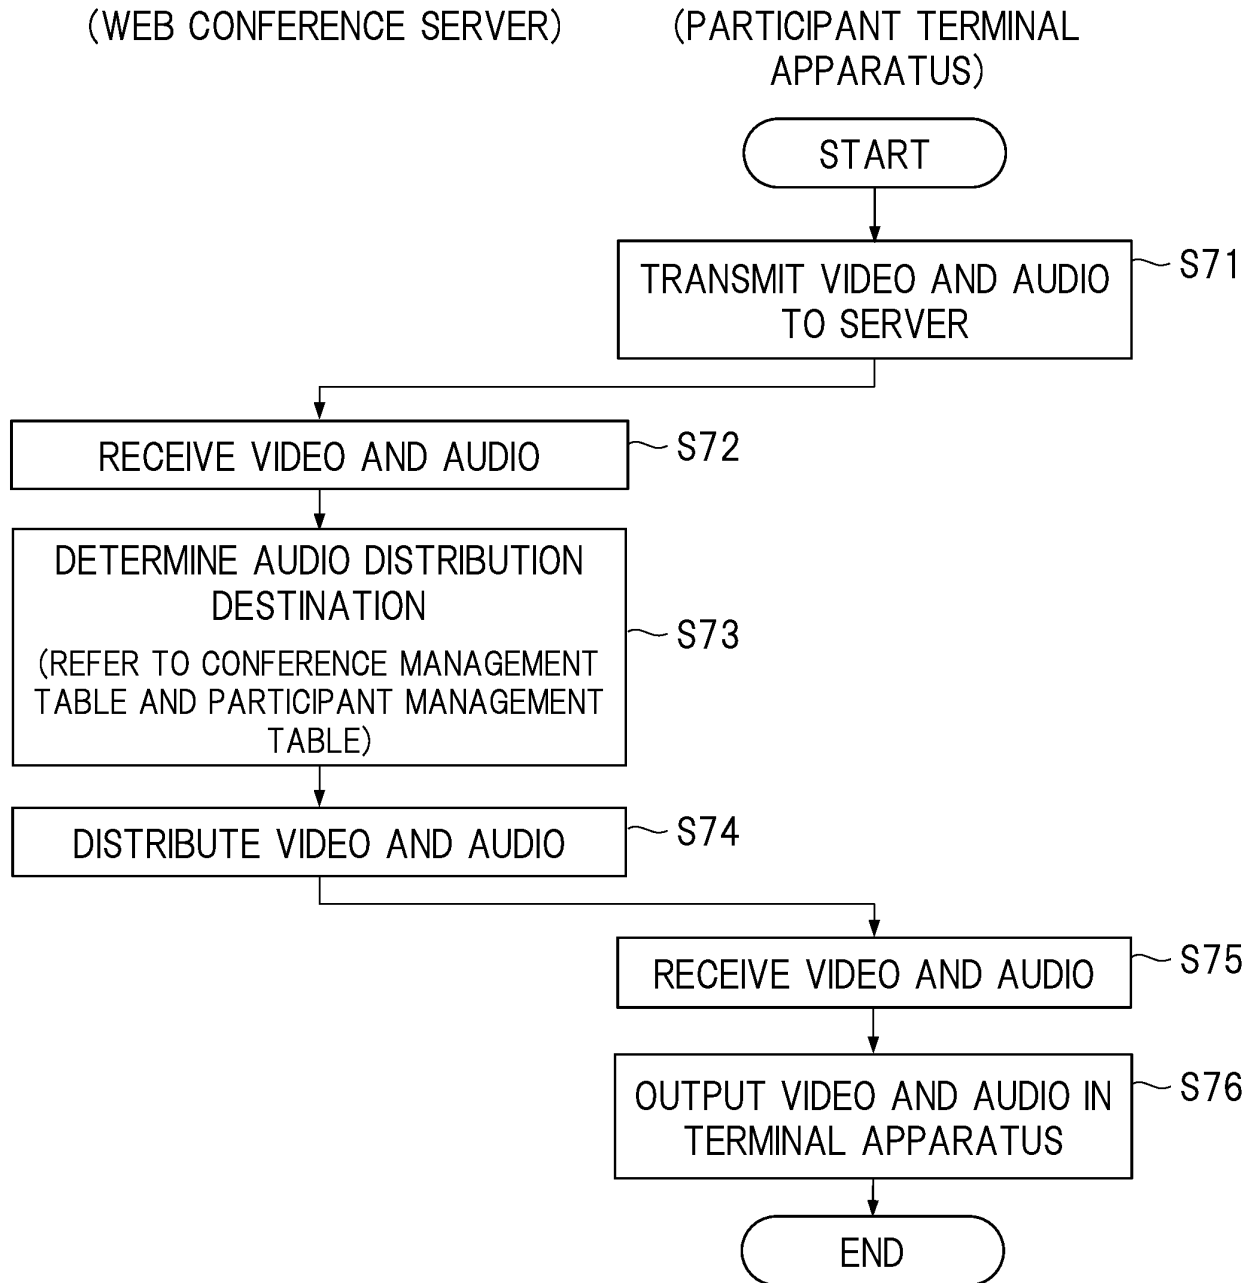 (WEB CONFERENCE SERVER)
(PARTICIPANT TERMINAL
APPARATUS)
START
TRANSMIT VIDEO AND AUDIO
TO SERVER
S71
RECEIVE VIDEO AND AUDIO
S72
DETERMINE AUDIO DISTRIBUTION
DESTINATION
(REFER TO CONFERENCE MANAGEMENT
TABLE AND PARTICIPANT MANAGEMENT
TABLE)
S73
DISTRIBUTE VIDEO AND AUDIO
S74
RECEIVE VIDEO AND AUDIO
S75
OUTPUT VIDEO AND AUDIO IN
TERMINAL APPARATUS
S76
END